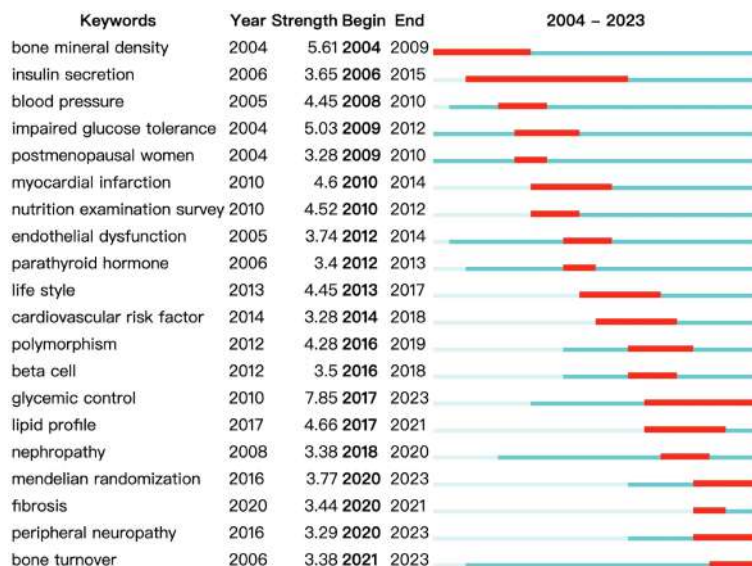 Keywords Year Strength Begin End 2004 – 2023
bone mineral density 2004 5.61 2004 2009
insulin secretion 2006 3.65 2006 2015
blood pressure 2005 4.45 2008 2010
impaired glucose tolerance 2004 5.03 2009 2012
postmenopausal women 2004 3.28 2009 2010
myocardial infarction 2010 4.6 2010 2014
nutrition examination survey 2010 4.52 2010 2012
endothelial dysfunction 2005 3.74 2012 2014
parathyroid hormone 2006 3.4 2012 2013
life style 2013 4.45 2013 2017
cardiovascular risk factor 2014 3.28 2014 2018
polymorphism 2012 4.28 2016 2019
beta cell 2012 3.5 2016 2018
glycemic control 2010 7.85 2017 2023
lipid profile 2017 4.66 2017 2021
nephropathy 2008 3.38 2018 2020
mendelian randomization 2016 3.77 2020 2023
fibrosis 2020 3.44 2020 2021
peripheral neuropathy 2016 3.29 2020 2023
bone turnover 2006 3.38 2021 2023